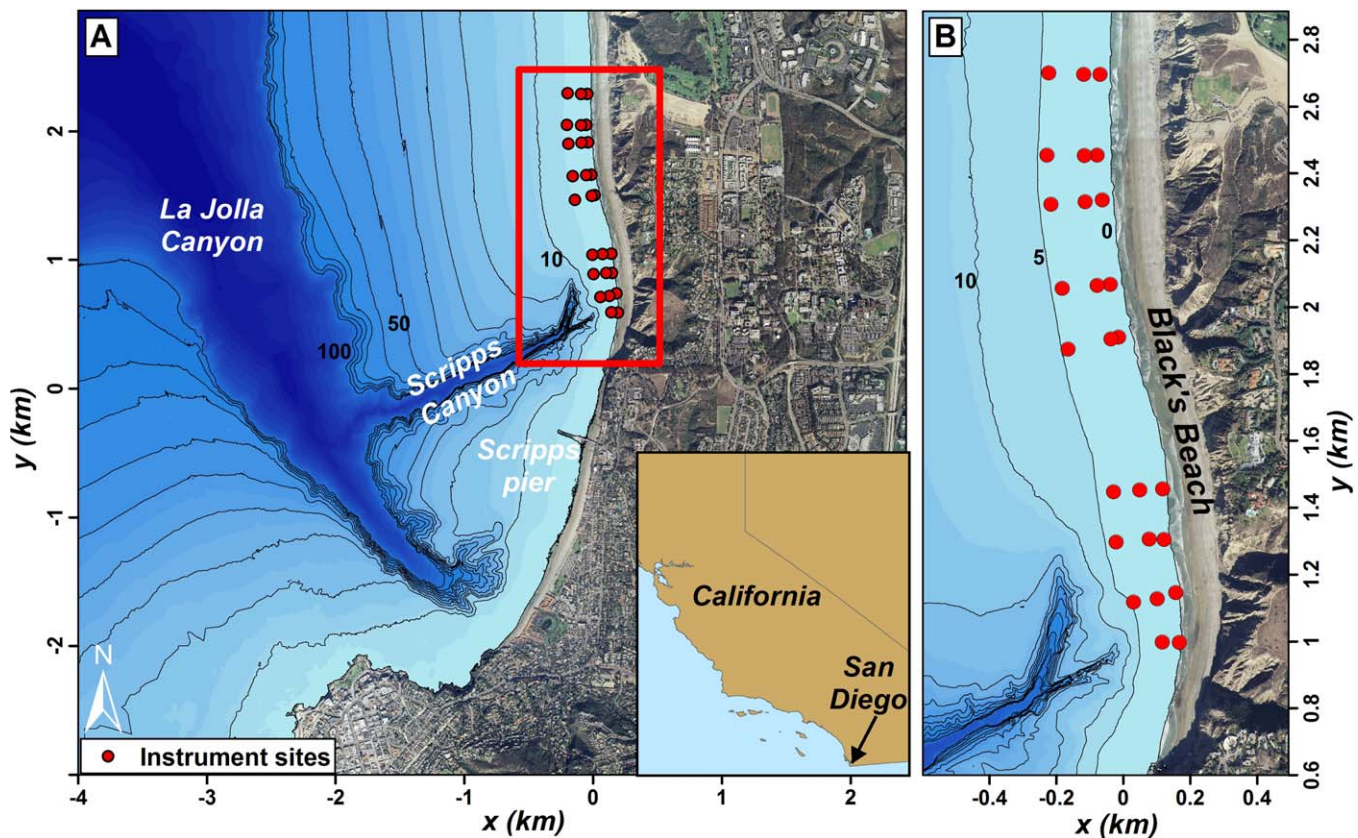 A
2
1
0
-1
-2
y (km)
La Jolla
Canyon
100
50
10
Scripps
Canyon
Scripps
pier
N
Instrument sites
-4
-3
-2
-1
0
1
2
x (km)
California
San
Diego
B
10
5
0
Black's Beach
2.8
2.6
2.4
2.2
2
1.8
1.6
1.4
1.2
1
0.8
0.6
y (km)
-0.4
-0.2
0
0.2
0.4
x (km)